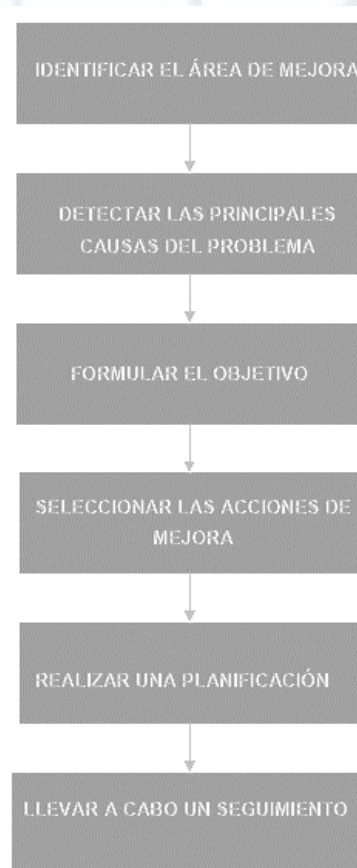 IDENTIFICAR EL ÁREA DE MEJORA
DETECTAR LAS PRINCIPALES
CAUSAS DEL PROBLEMA
FORMULAR EL OBJETIVO
SELECCIONAR LAS ACCIONES DE
MEJORA
REALIZAR UNA PLANIFICACIÓN
LLEVAR A CABO UN SEGUIMIENTO